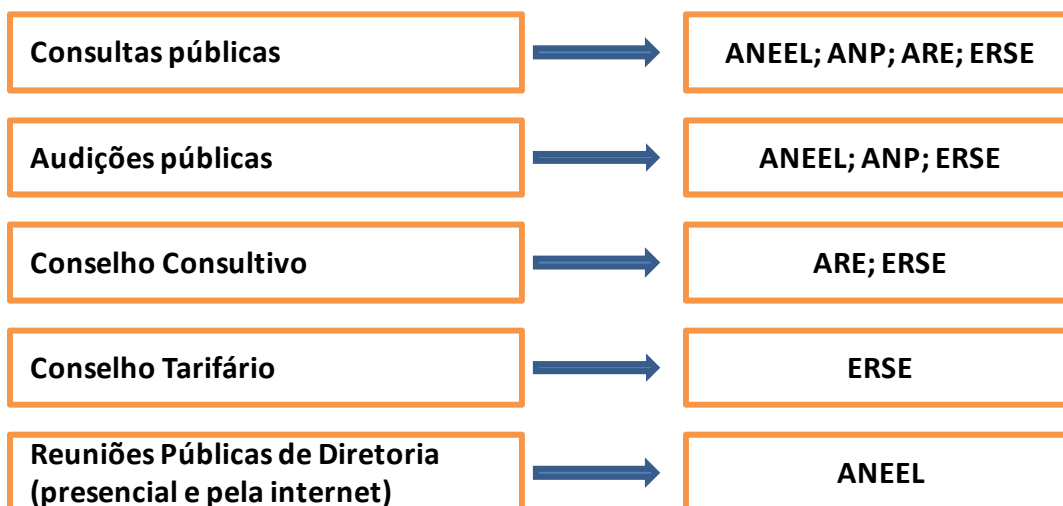 Consultas públicas
ANEEL; ANP; ARE; ERSE
Audições públicas
ANEEL; ANP; ERSE
Conselho Consultivo
ARE; ERSE
Conselho Tarifário
ERSE
Reuniões Públicas de Diretoria
(presencial e pela internet)
ANEEL